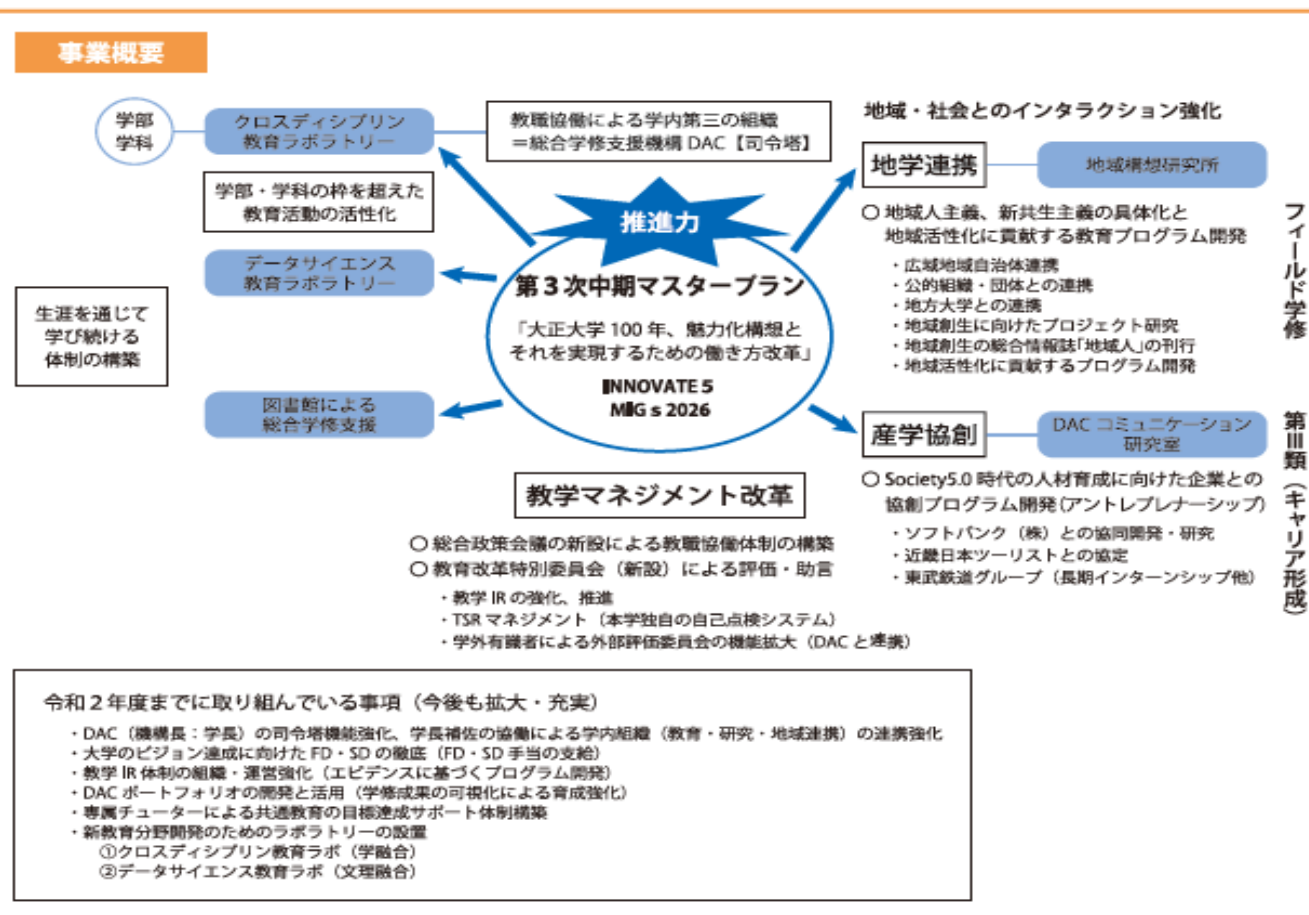 事業概要
学部
学科
クロスディシプリン
教育ラボラトリー
教職協働による学内第三の組織
＝総合学修支援機構 DAC【司令塔】
学部・学科の枠を超えた
教育活動の活性化
データサイエンス
教育ラボラトリー
生涯を通じて
学び続ける
体制の構築
図書館による
総合学修支援
推進力
第３次中期マスタープラン
「大正大学 100 年、魅力化構想と
それを実現するための働き方改革」
INNOVATE 5
MIGs 2026
地域・社会とのインタラクション強化
地学連携
地域構想研究所
〇 地域人主義、新共生主義の具体化と
地域活性化に貢献する教育プログラム開発
・広域地域自治体連携
・公的組織・団体との連携
・地方大学との連携
・地域創生に向けたプロジェクト研究
・地域創生の総合情報誌「地域人」の刊行
・地域活性化に貢献するプログラム開発
フィールド学修
産学協創
DAC コミュニケーション
研究室
〇 Society5.0 時代の人材育成に向けた企業との
協創プログラム開発（アントレプレナーシップ）
・ソフトバンク（株）との協同開発・研究
・近畿日本ツーリストとの協定
・東武鉄道グループ（長期インターンシップ他）
第Ⅲ類（キャリア形成）
教学マネジメント改革
〇 総合政策会議の新設による教職協働体制の構築
〇 教育改革特別委員会（新設）による評価・助言
・教学 IR の強化、推進
・TSR マネジメント（本学独自の自己点検システム）
・学外有識者による外部評価委員会の機能拡大（DAC と連携）
令和２年度までに取り組んでいる事項（今後も拡大・充実）
・DAC（機構長：学長）の司令塔機能強化、学長補佐の協働による学内組織（教育・研究・地域連携）の連携強化
・大学のビジョン達成に向けた FD・SD の徹底（FD・SD 手当の支給）
・教学 IR 体制の組織・運営強化（エビデンスに基づくプログラム開発）
・DAC ポートフォリオの開発と活用（学修成果の可視化による育成強化）
・専属チューターによる共通教育の目標達成サポート体制構築
・新教育分野開発のためのラボラトリーの設置
①クロスディシプリン教育ラボ（学融合）
②データサイエンス教育ラボ（文理融合）